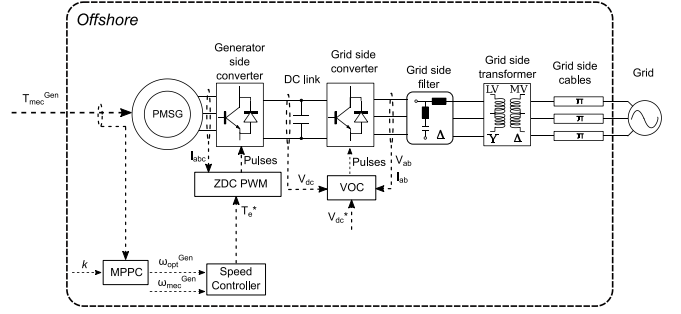 Offshore
Generator
side
converter
DC link
Grid side
converter
Grid side
filter
Grid side
transformer
Grid side
cables
Grid
LV MV
T_mec^Gen
PMSG
π
π
π
Δ
Y Δ
I_abc
Pulses
Pulses
V_ab
I_ab
ZDC PWM
V_dc
VOC
T_e*
V_dc*
k
MPPC
ω_opt^Gen
ω_mec^Gen
Speed
Controller